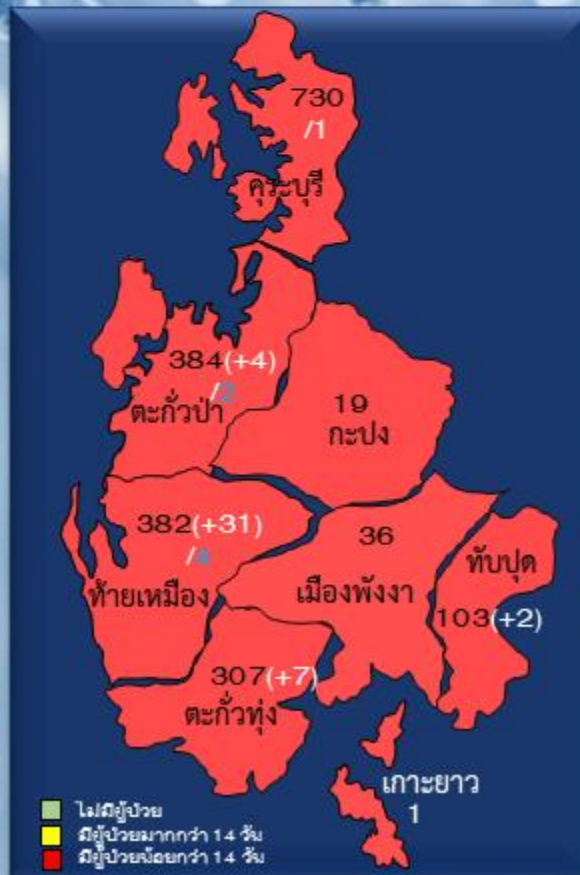 730
/1
คุระบุรี
384(+4)
/2
ตะกั่วป่า
19
กะปง
382(+31)
/4
ท้ายเหมือง
36
เมืองพังงา
ทับปุด
103(+2)
307(+7)
ตะกั่วทุ่ง
เกาะยาว
1
ไม่มีผู้ป่วย
มีผู้ป่วยมากกว่า 14 วัน
มีผู้ป่วยน้อยกว่า 14 วัน